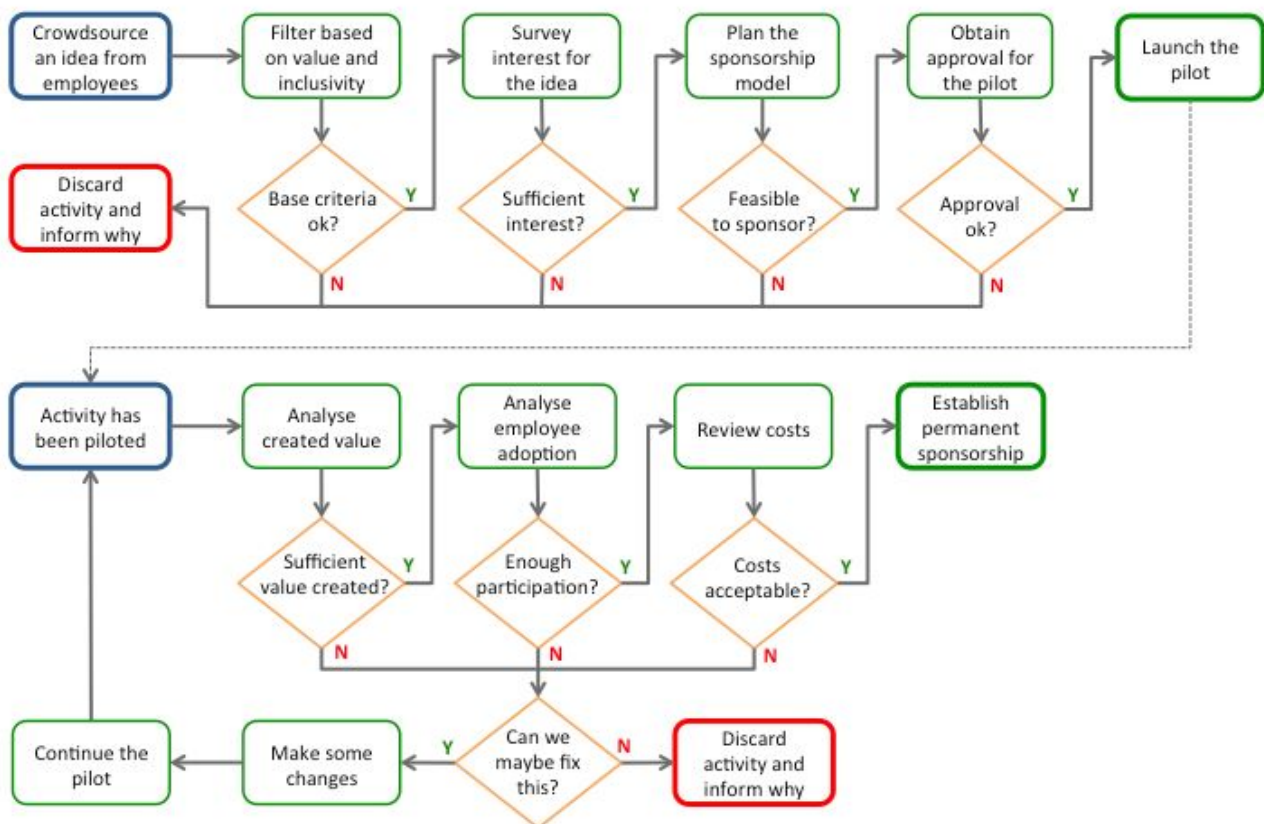 Crowdsource
an idea from
employees
Filter based
on value and
inclusivity
Survey
interest for
the idea
Plan the
sponsorship
model
Obtain
approval for
the pilot
Launch the
pilot
Discard
activity and
inform why
Base criteria
ok?
Y
N
Sufficient
interest?
Y
N
Feasible
to sponsor?
Y
N
Approval
ok?
Y
N
Activity has
been piloted
Analyse
created value
Analyse
employee
adoption
Review costs
Establish
permanent
sponsorship
Sufficient
value created?
Y
N
Enough
participation?
Y
N
Costs
acceptable?
Y
N
Continue the
pilot
Make some
changes
Y
Can we
maybe fix
this?
N
Discard
activity and
inform why